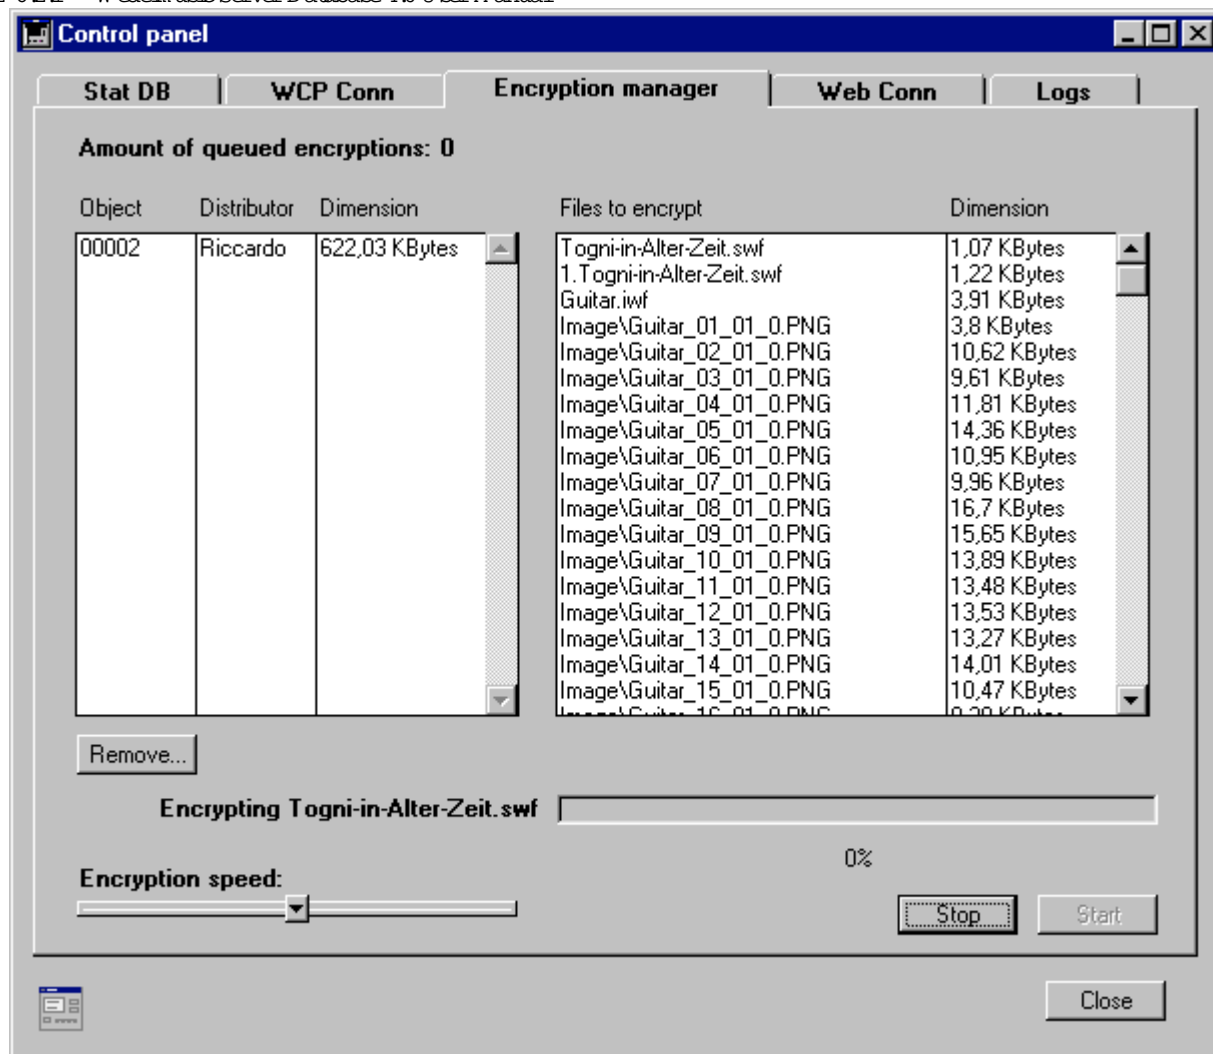 Control panel
Stat DB WCP Conn Encryption manager Web Conn Logs
Amount of queued encryptions: 0
Object Distributor Dimension Files to encrypt Dimension
00002 Riccardo 622,03 KBytes Togni-in-Alter-Zeit.swf 1,07 KBytes
1.Togni-in-Alter-Zeit.swf 1,22 KBytes
Guitar.iwf 3,91 KBytes
Image\Guitar_01_01_0.PNG 3,8 KBytes
Image\Guitar_02_01_0.PNG 10,62 KBytes
Image\Guitar_03_01_0.PNG 9,61 KBytes
Image\Guitar_04_01_0.PNG 11,81 KBytes
Image\Guitar_05_01_0.PNG 14,36 KBytes
Image\Guitar_06_01_0.PNG 10,95 KBytes
Image\Guitar_07_01_0.PNG 9,96 KBytes
Image\Guitar_08_01_0.PNG 16,7 KBytes
Image\Guitar_09_01_0.PNG 15,65 KBytes
Image\Guitar_10_01_0.PNG 13,89 KBytes
Image\Guitar_11_01_0.PNG 13,48 KBytes
Image\Guitar_12_01_0.PNG 13,53 KBytes
Image\Guitar_13_01_0.PNG 13,27 KBytes
Image\Guitar_14_01_0.PNG 14,01 KBytes
Image\Guitar_15_01_0.PNG 10,47 KBytes
Remove...
Encrypting Togni-in-Alter-Zeit.swf
0%
Encryption speed:
Stop Start
Close